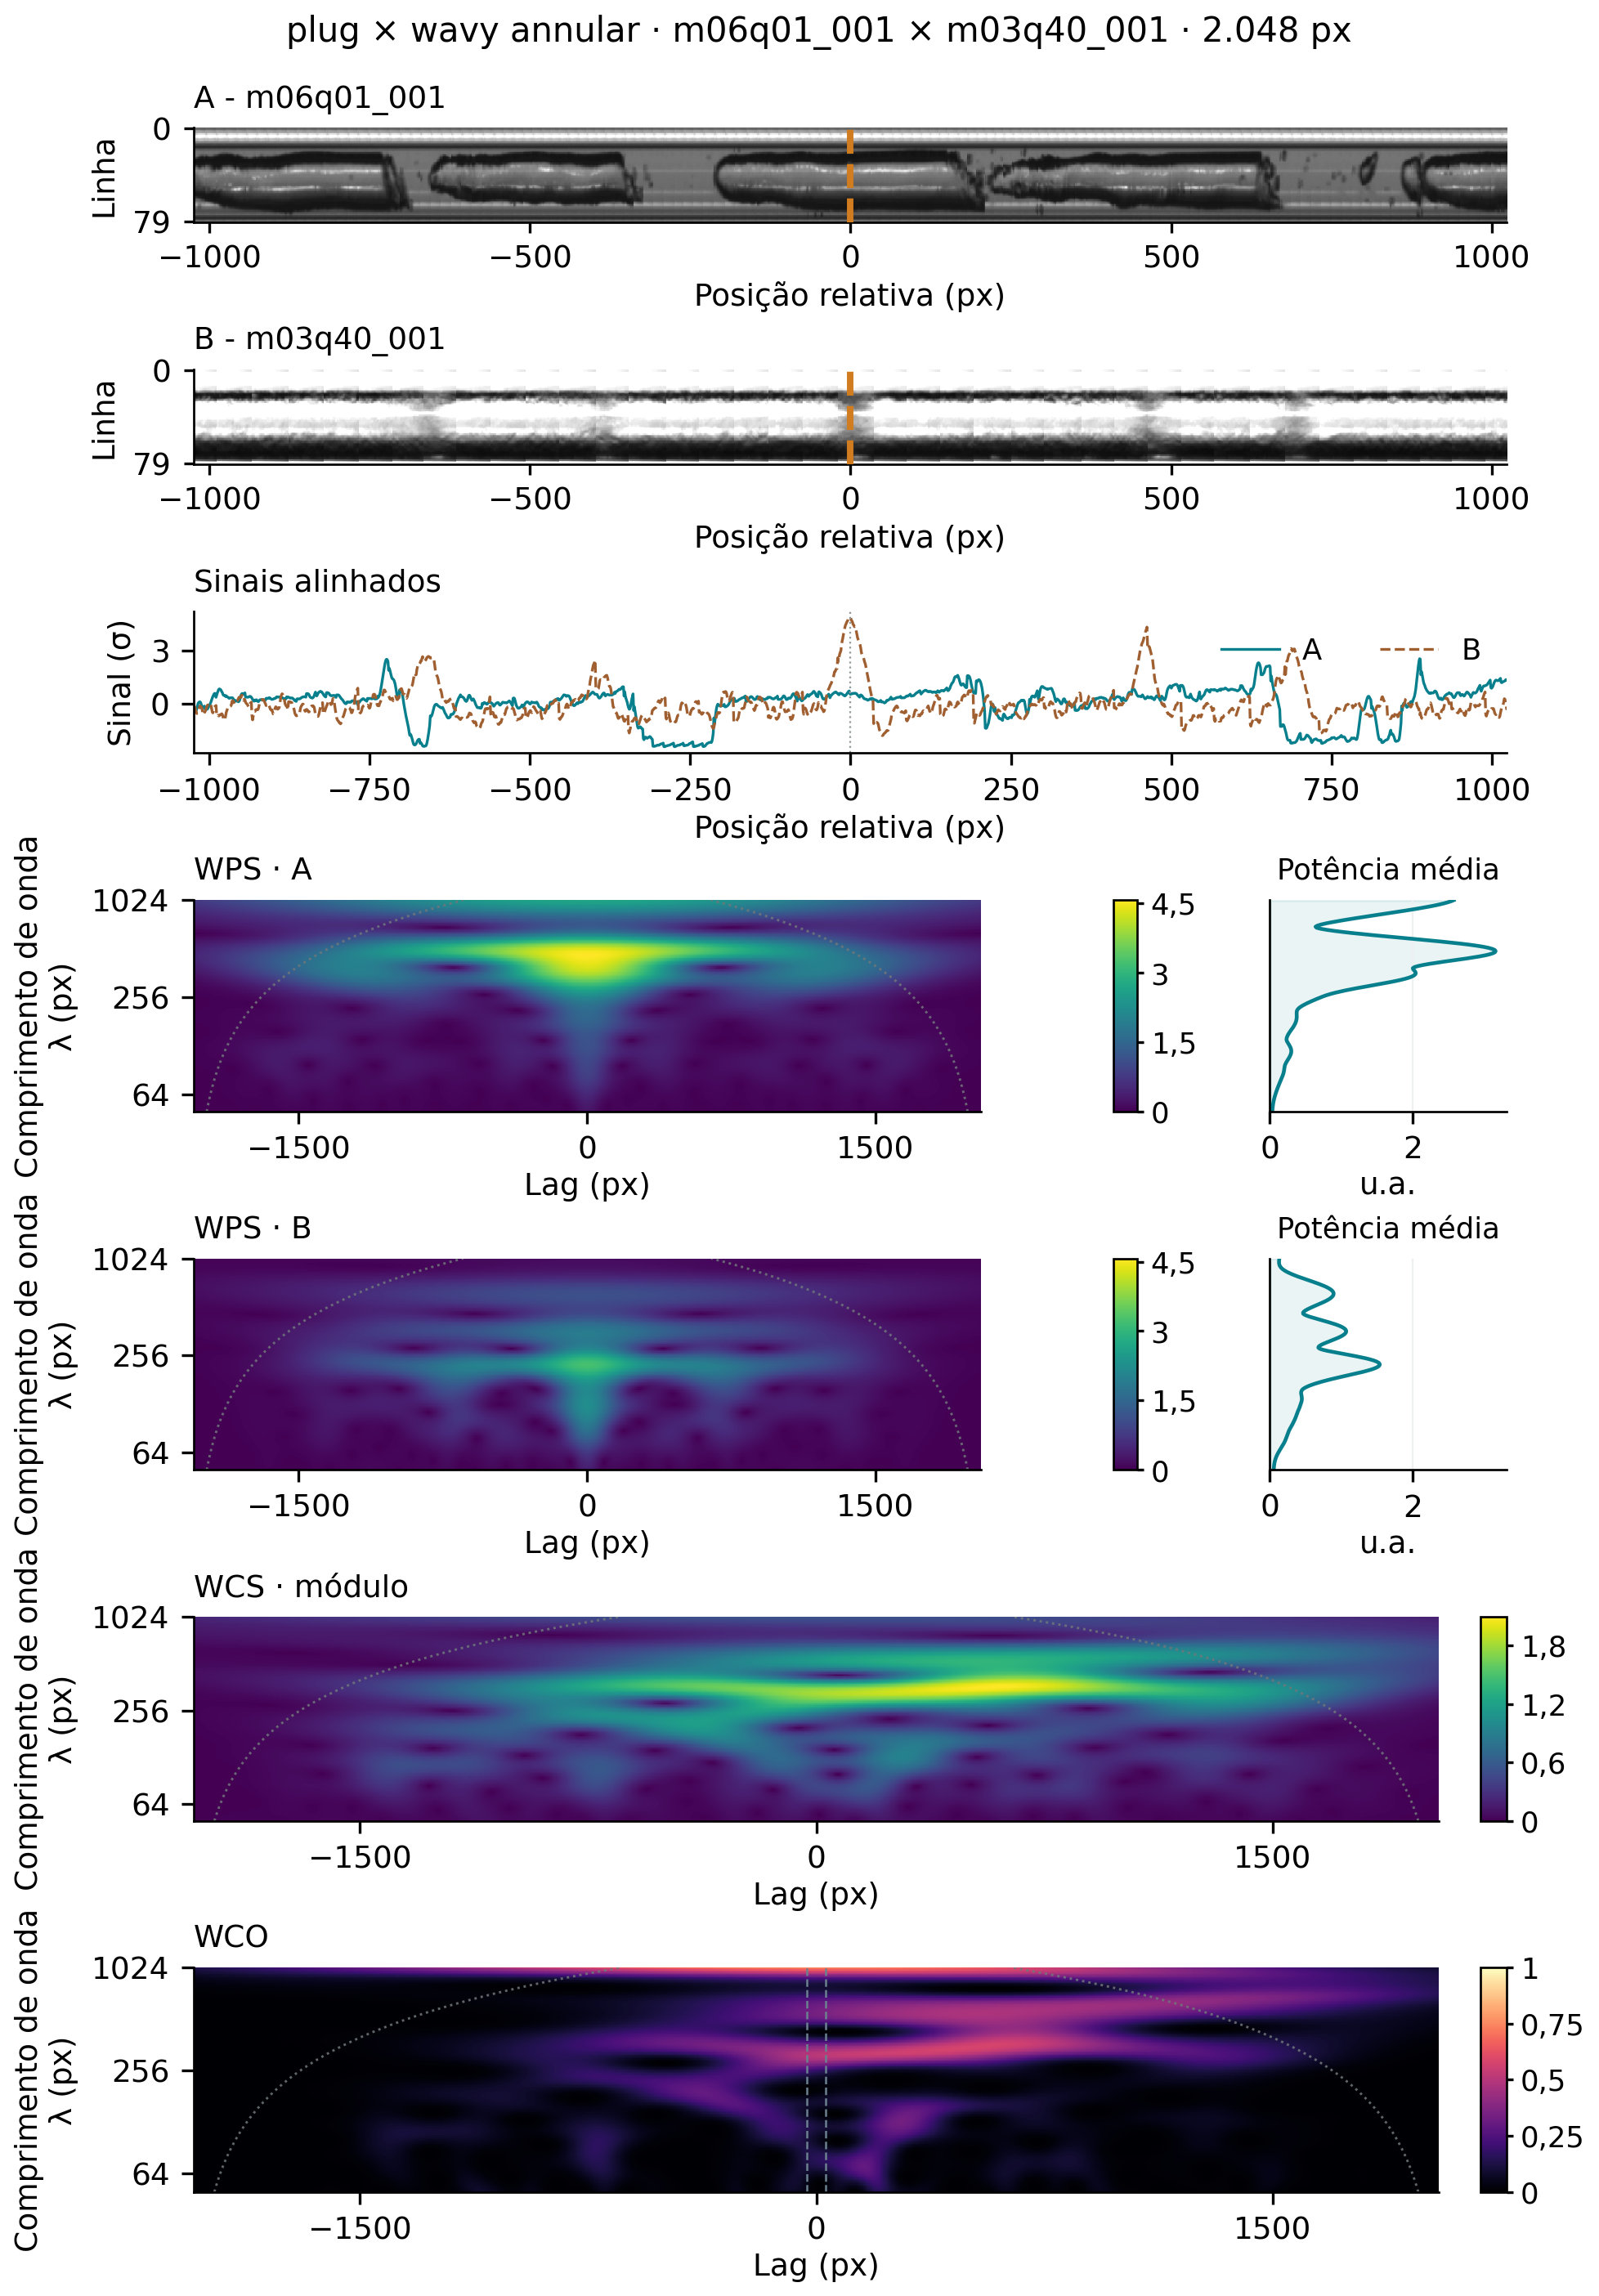 plug × wavy annular · m06q01_001 × m03q40_001 · 2.048 px
A - m06q01_001
Linha
0
79
−1000 −500 0 500 1000
Posição relativa (px)
B - m03q40_001
Linha
0
79
−1000 −500 0 500 1000
Posição relativa (px)
Sinais alinhados
Sinal (σ)
3
0
A B
−1000 −750 −500 −250 0 250 500 750 1000
Posição relativa (px)
WPS · A
Comprimento de onda
λ (px)
1024
256
64
−1500 0 1500
Lag (px)
4,5
3
1,5
0
Potência média
0 2
u.a.
WPS · B
Comprimento de onda
λ (px)
1024
256
64
−1500 0 1500
Lag (px)
4,5
3
1,5
0
Potência média
0 2
u.a.
WCS · módulo
Comprimento de onda
λ (px)
1024
256
64
−1500 0 1500
Lag (px)
1,8
1,2
0,6
0
WCO
Comprimento de onda
λ (px)
1024
256
64
−1500 0 1500
Lag (px)
1
0,75
0,5
0,25
0